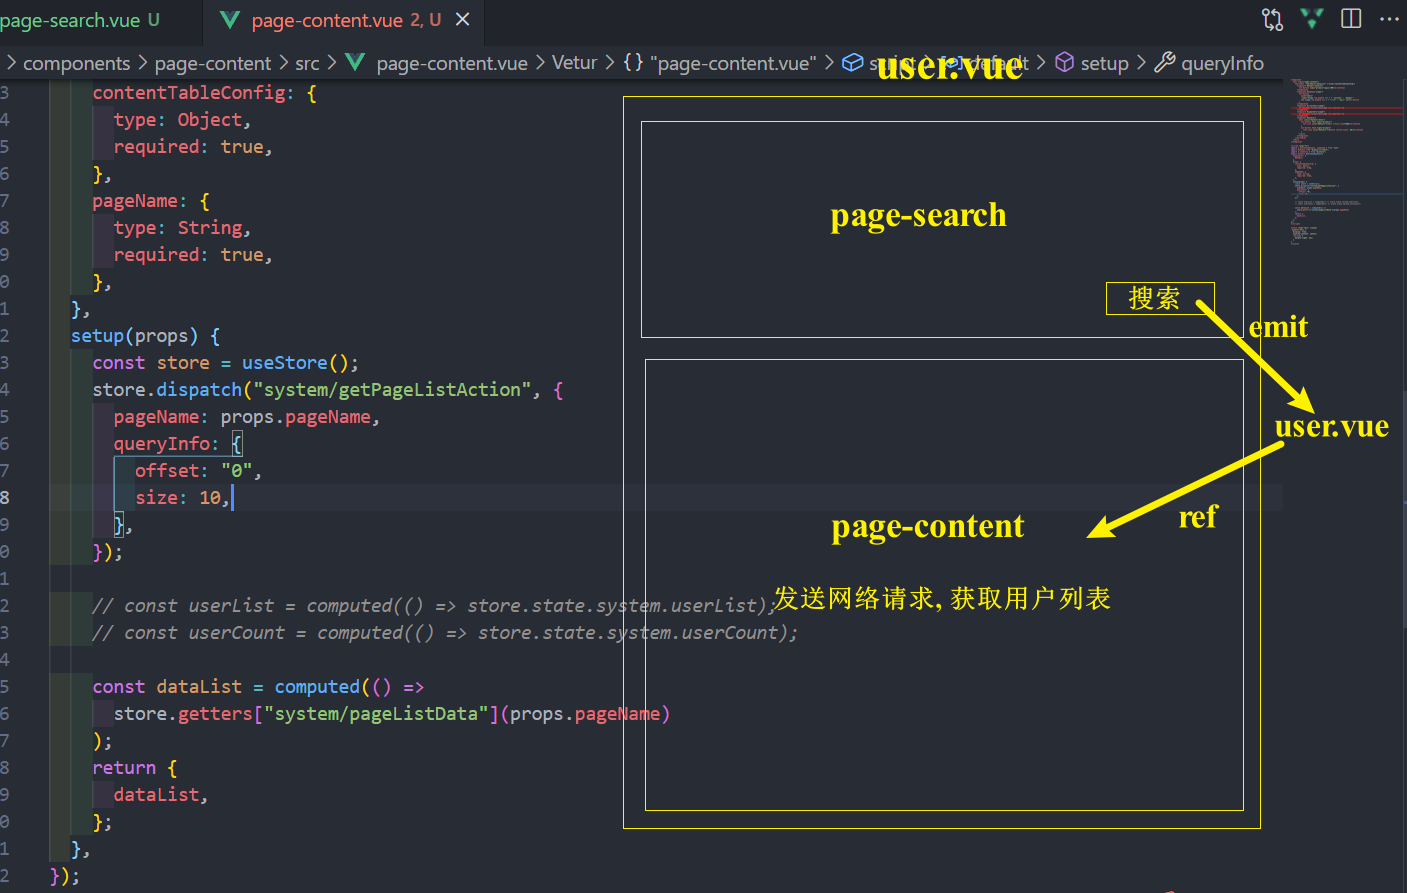 page-search.vue U
page-content.vue 2, U
components > page-content > src > page-content.vue > Vetur > {} "page-content.vue" > script > default > setup > queryInfo
user.vue
3 contentTableConfig: {
4 type: Object,
5 required: true,
6 },
7 pageName: {
8 type: String,
9 required: true,
0 },
1 },
2 setup(props) {
3 const store = useStore();
4 store.dispatch("system/getPageListAction", {
5 pageName: props.pageName,
6 queryInfo: {
7 offset: "0",
8 size: 10,
9 },
0 });
1
2 // const userList = computed(() => store.state.system.userList);
3 // const userCount = computed(() => store.state.system.userCount);
4
5 const dataList = computed(() =>
6 store.getters["system/pageListData"](props.pageName)
7 );
8 return {
9 dataList,
0 };
1 },
2 });
page-search
搜索
emit
user.vue
ref
page-content
发送网络请求, 获取用户列表